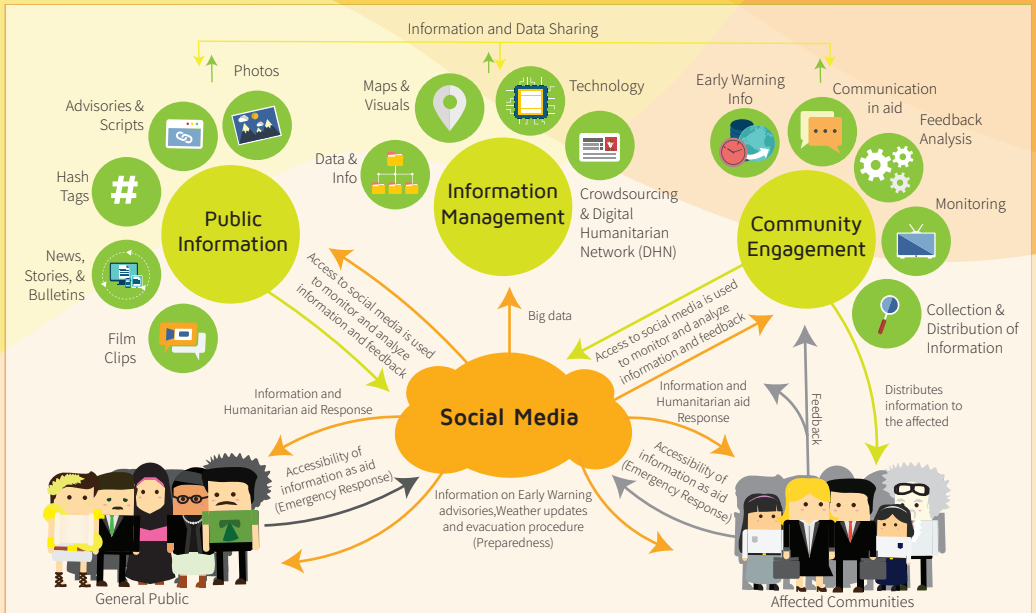 Information and Data Sharing
Photos
Advisories &
Scripts
Hash
Tags
#
News,
Stories, &
Bulletins
Film
Clips
Public
Information
Maps &
Visuals
Technology
Data &
Info
Information
Management
Crowdsourcing
& Digital
Humanitarian
Network (DHN)
Early Warning
Info
Communication
in aid
Feedback
Analysis
Monitoring
Collection &
Distribution of
Information
Community
Engagement
Access to social media is used
to monitor and analyze
information and feedback
Big data
Access to social media is used
to monitor and analyze
information and feedback
Social Media
Information and
Humanitarian aid Response
Accessibility of
information as aid
(Emergency Response)
Information on Early Warning
advisories,Weather updates
and evacuation procedure
(Preparedness)
Information and
Humanitarian aid
Response
Accessibility of
information as aid
(Emergency Response)
Feedback
Distributes
information to
the affected
General Public
Affected Communities